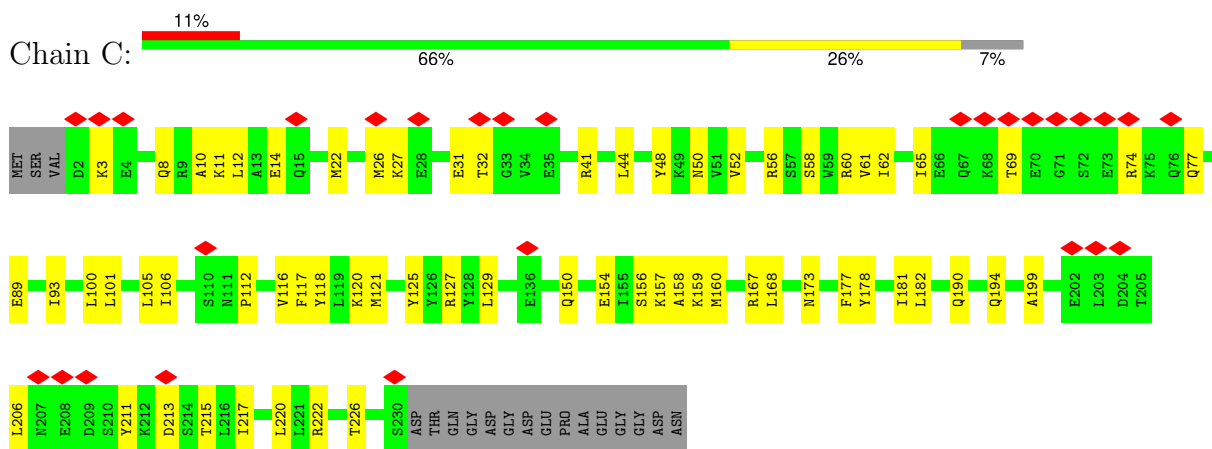 11%
Chain C:
66% 26% 7%
MET SER VAL D2 K3 E4 Q8 R9 A10 K11 L12 A13 E14 Q15 M22 M26 K27 E28 E31 T32 G33 V34 E35 R41 L44 Y48 K49 N50 V51 V52 R56 S57 S58 W59 R60 V61 I62 I65 E66 Q67 K68 T69 E70 G71 S72 E73 R74 K75 Q76 Q77
E89 I93 L100 L101 L105 I106 S110 N111 P112 V116 F117 Y118 L119 K120 M121 Y125 Y126 R127 Y128 L129 E136 Q150 E154 I155 S156 K157 A158 K159 M160 R167 L168 N173 F177 Y178 I181 L182 Q190 Q194 A199 E202 L203 D204 T205
L206 N207 E208 D209 S210 Y211 K212 D213 S214 T215 L216 I217 L220 L221 R222 T226 S230 ASP THR GLN GLY ASP GLY ASP ASP GLU PRO ALA GLU GLY GLY ASP ASN